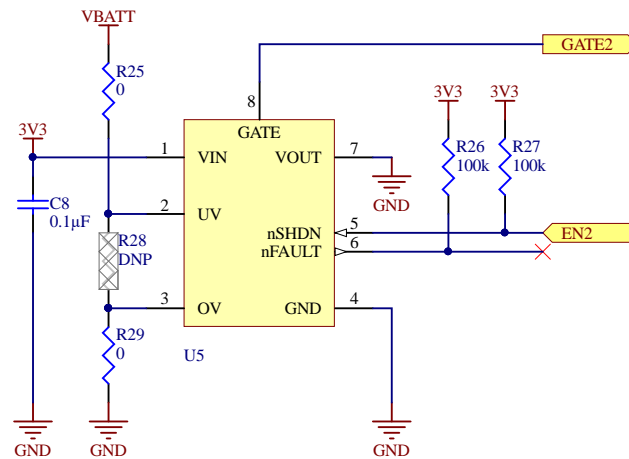 VBATT
GATE2
R25
0
8
3V3
3V3
3V3
GATE
1
VIN
VOUT
7
R26
100k
R27
100k
C8
0.1µF
2
UV
GND
R28
DNP
nSHDN
5
EN2
nFAULT
6
3
OV
GND
4
R29
0
U5
GND
GND
GND